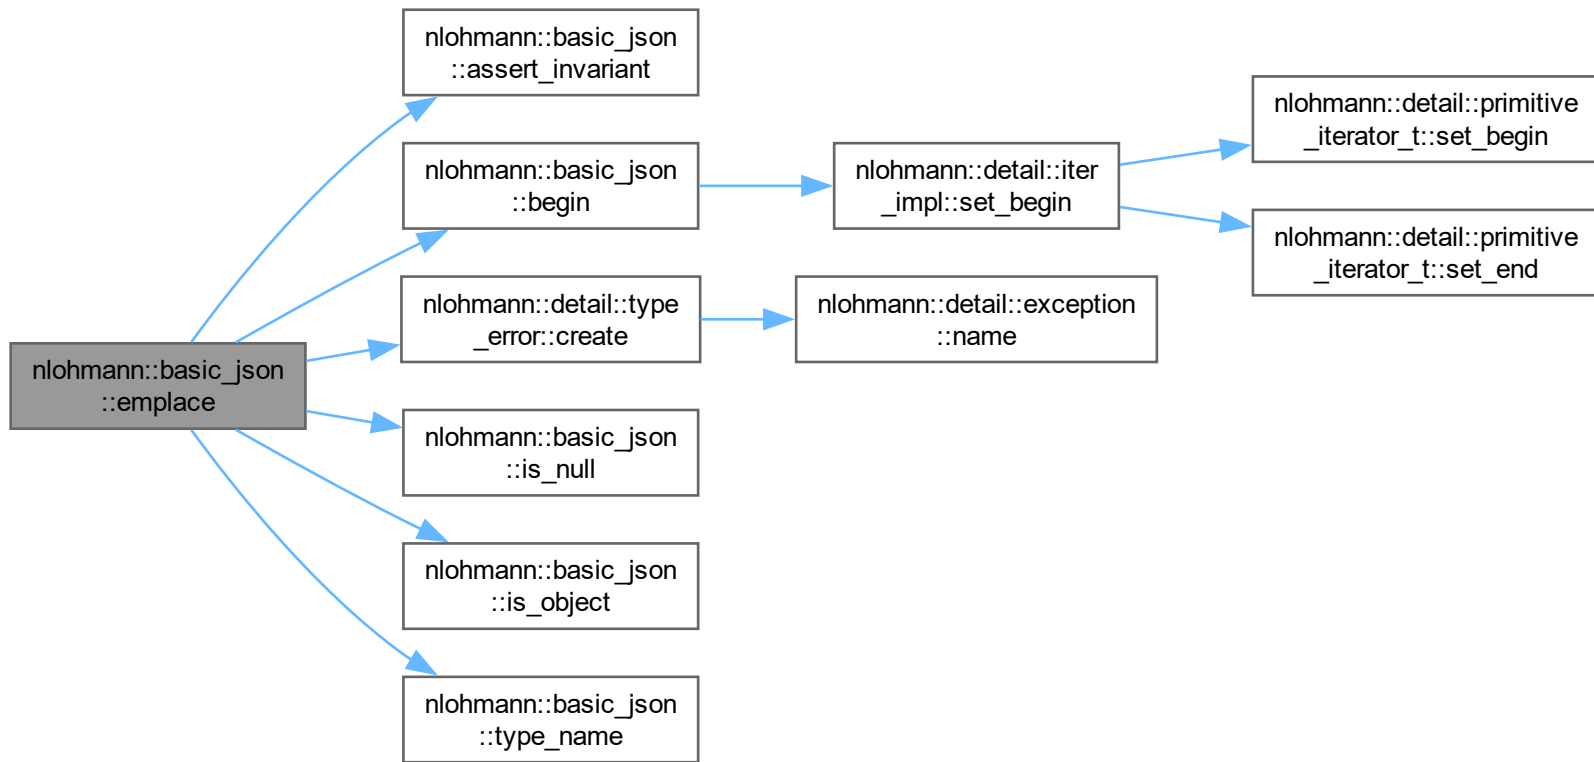 nlohmann::basic_json
::emplace
nlohmann::basic_json
::assert_invariant
nlohmann::basic_json
::begin
nlohmann::detail::iter
_impl::set_begin
nlohmann::detail::primitive
_iterator_t::set_begin
nlohmann::detail::primitive
_iterator_t::set_end
nlohmann::detail::type
_error::create
nlohmann::detail::exception
::name
nlohmann::basic_json
::is_null
nlohmann::basic_json
::is_object
nlohmann::basic_json
::type_name